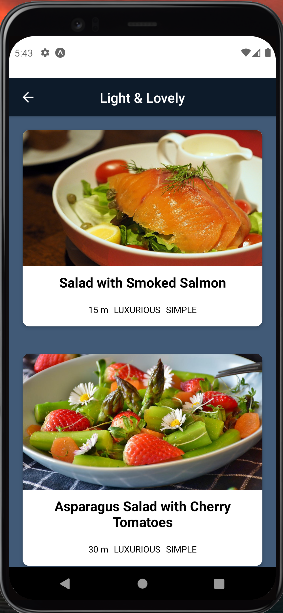 5:43
Light & Lovely
Salad with Smoked Salmon
15 m LUXURIOUS SIMPLE
Asparagus Salad with Cherry
Tomatoes
30 m LUXURIOUS SIMPLE